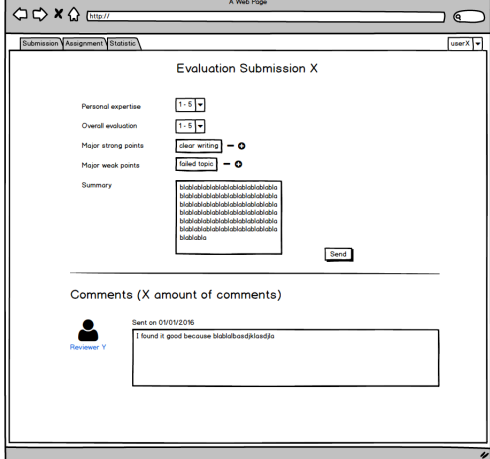 A Web Page
http://
Submission Assignment Statistic
userX
Evaluation Submission X
Personal expertise 1 - 5
Overall evaluation 1 - 5
Major strong points clear writing
Major weak points failed topic
Summary
blablablablablablablablablabla
blablablablablablablablablabla
blablablablablablablablablabla
blablablablablablablablablabla
blablablablablablablablablabla
blablablablablablablablablabla
blablabla
Send
Comments (X amount of comments)
Sent on 01/01/2016
I found it good because blablalbasdjklasdjla
Reviewer Y